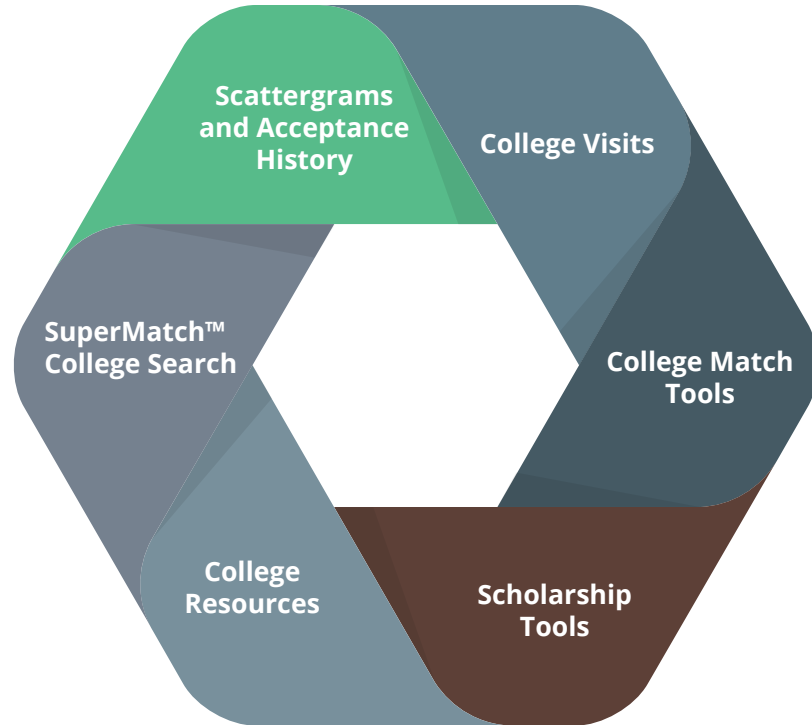 Scattergrams
and Acceptance
History
College Visits
SuperMatch™
College Search
College Match
Tools
College
Resources
Scholarship
Tools